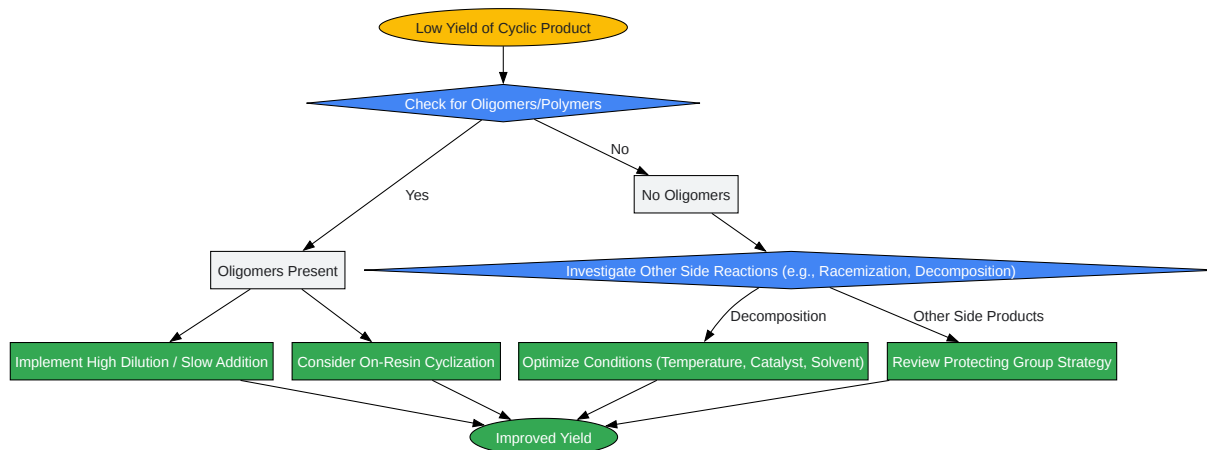 Low Yield of Cyclic Product
Check for Oligomers/Polymers
No
Yes
No Oligomers
Oligomers Present
Investigate Other Side Reactions (e.g., Racemization, Decomposition)
Decomposition
Other Side Products
Implement High Dilution / Slow Addition
Consider On-Resin Cyclization
Optimize Conditions (Temperature, Catalyst, Solvent)
Review Protecting Group Strategy
Improved Yield